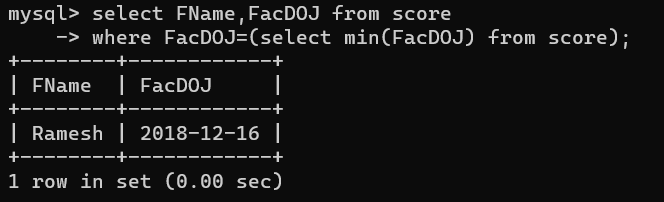 mysql> select FName,FacDOJ from score
    -> where FacDOJ=(select min(FacDOJ) from score);
+--------+------------+
| FName  | FacDOJ     |
+--------+------------+
| Ramesh | 2018-12-16 |
+--------+------------+
1 row in set (0.00 sec)